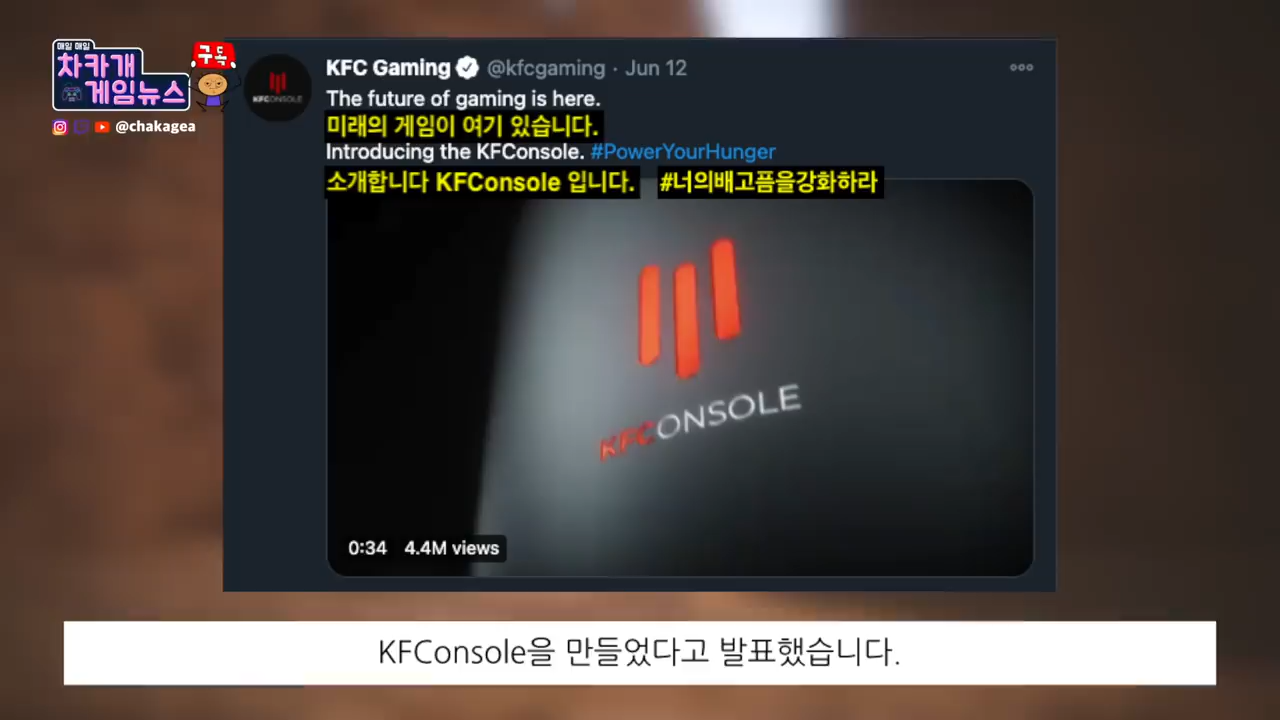 매일 매일
차카개
게임뉴스
구독
@chakagea
KFCONSOLE
KFC Gaming @kfcgaming · Jun 12
The future of gaming is here.
미래의 게임이 여기 있습니다.
Introducing the KFConsole. #PowerYourHunger
소개합니다 KFConsole 입니다. #너의배고픔을강화하라
KFCONSOLE
0:34 4.4M views
KFConsole을 만들었다고 발표했습니다.